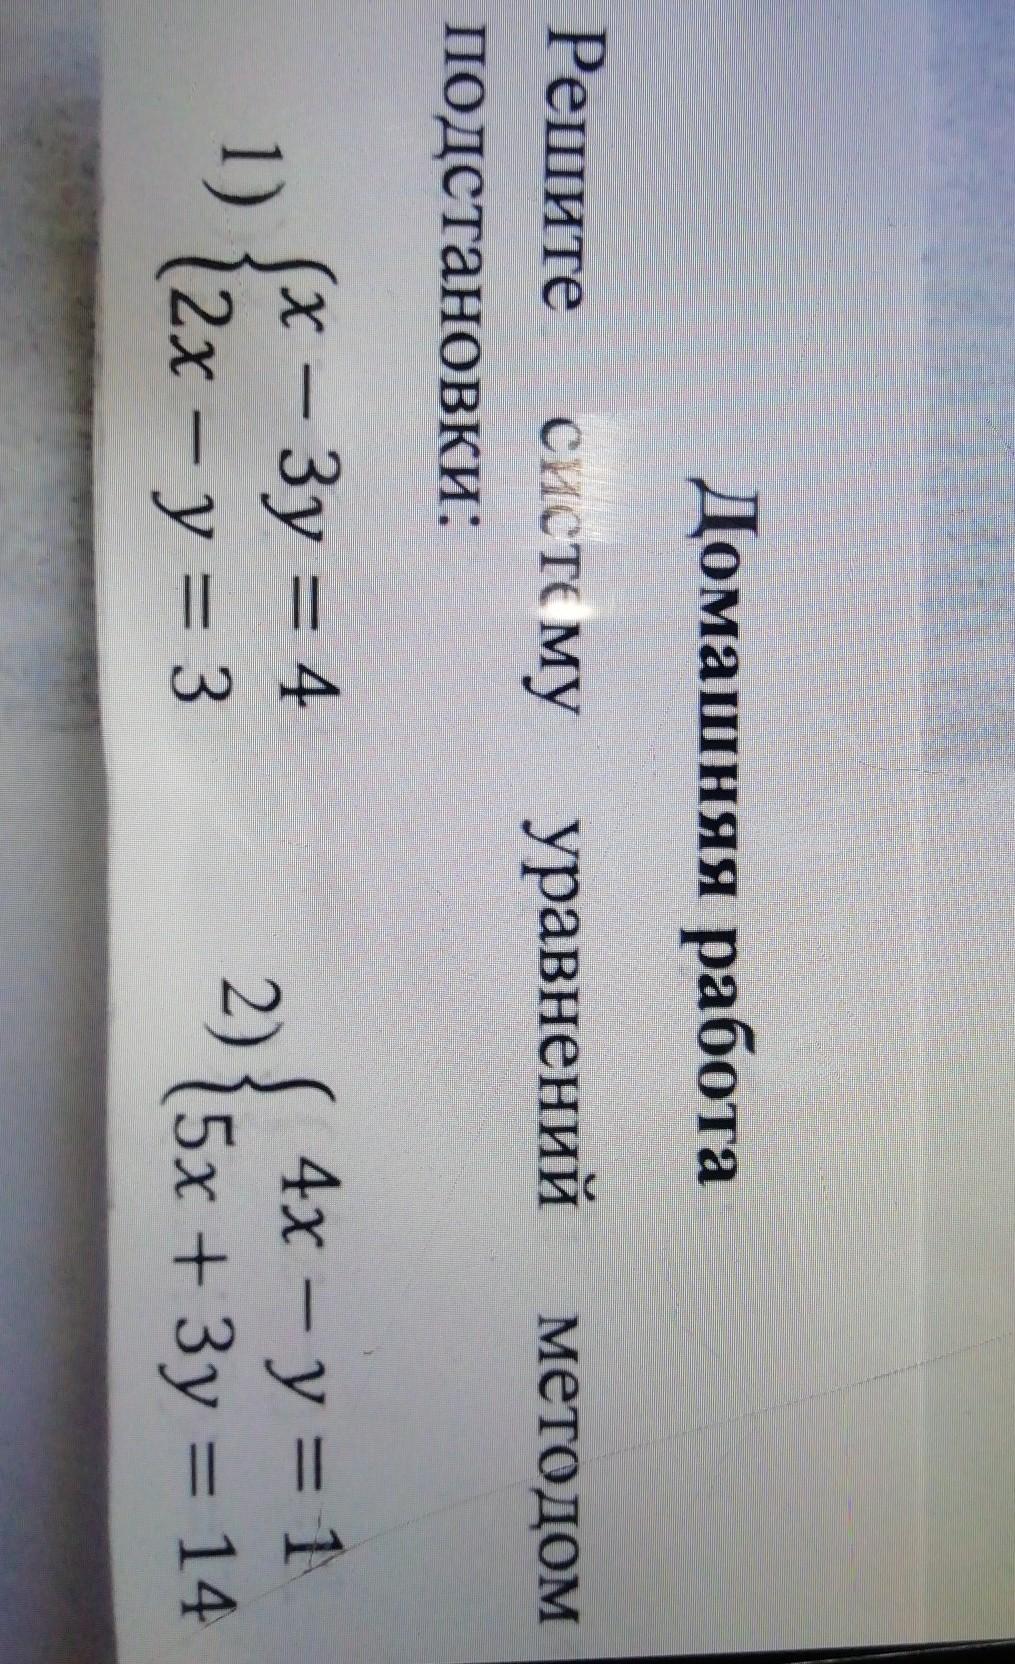 Домашняя работа
Решите систему уравнений методом
подстановки:
1) {x − 3y = 4 2) { 4x − y = 1
{2x − y = 3 {5x + 3y = 14